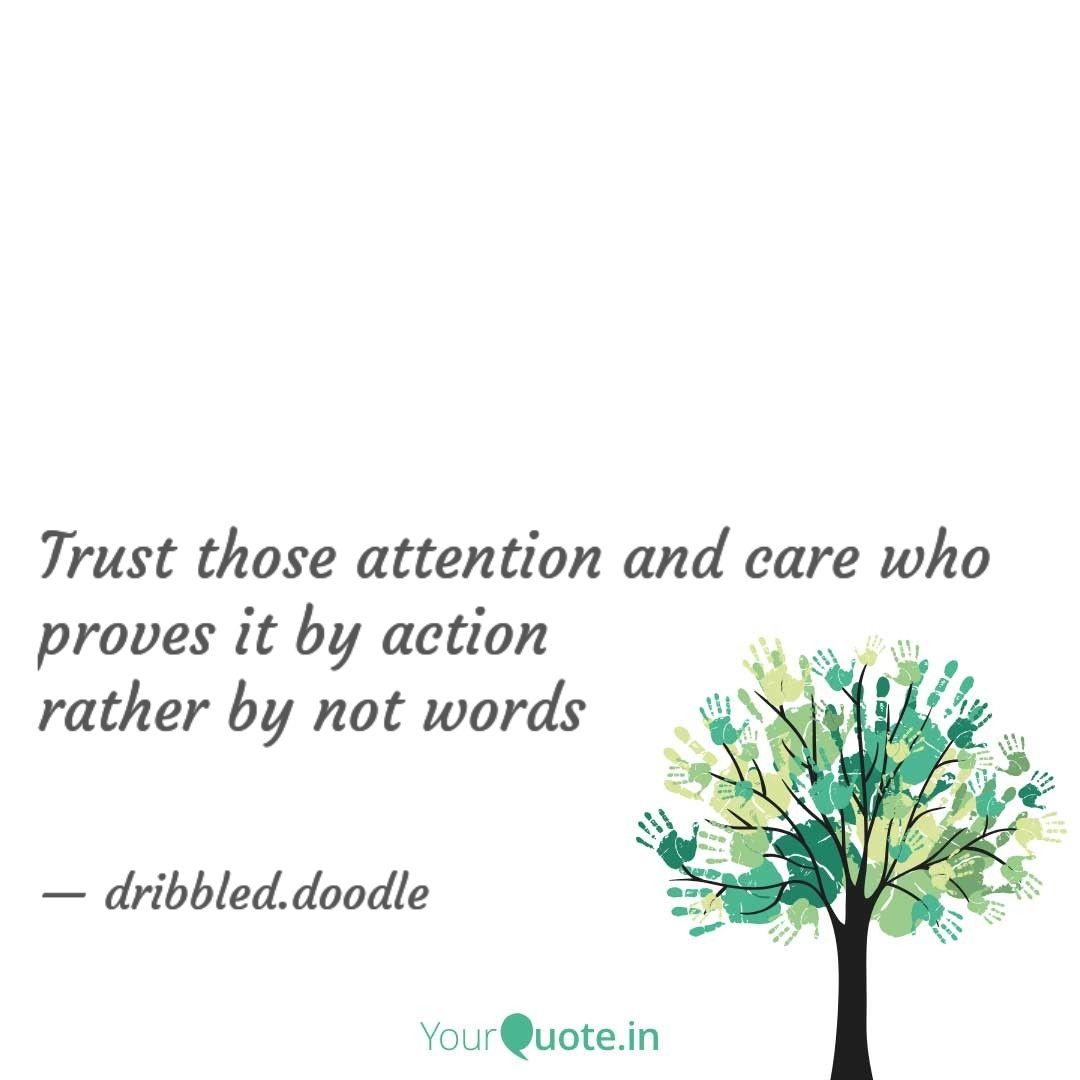 Trust those attention and care who
proves it by action
rather by not words
— dribbled.doodle
YourQuote.in